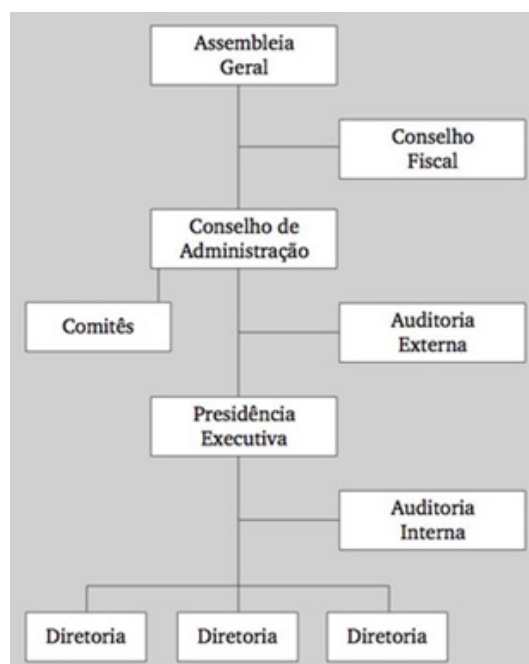 Assembleia
Geral
Conselho
Fiscal
Conselho de
Administração
Comitês
Auditoria
Externa
Presidência
Executiva
Auditoria
Interna
Diretoria
Diretoria
Diretoria